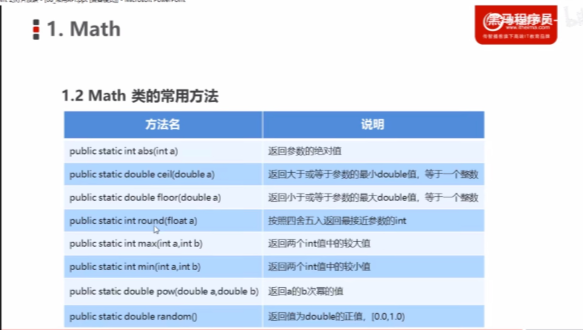 1. Math
黑马程序员
www.itheima.com
1.2 Math 类的常用方法
方法名 说明
public static int abs(int a) 返回参数的绝对值
public static double ceil(double a) 返回大于或等于参数的最小double值，等于一个整数
public static double floor(double a) 返回小于或等于参数的最大double值，等于一个整数
public static int round(float a) 按照四舍五入返回最接近参数的int
public static int max(int a,int b) 返回两个int值中的较大值
public static int min(int a,int b) 返回两个int值中的较小值
public static double pow(double a,double b) 返回a的b次幂的值
public static double random() 返回值为double的正值，[0.0,1.0)